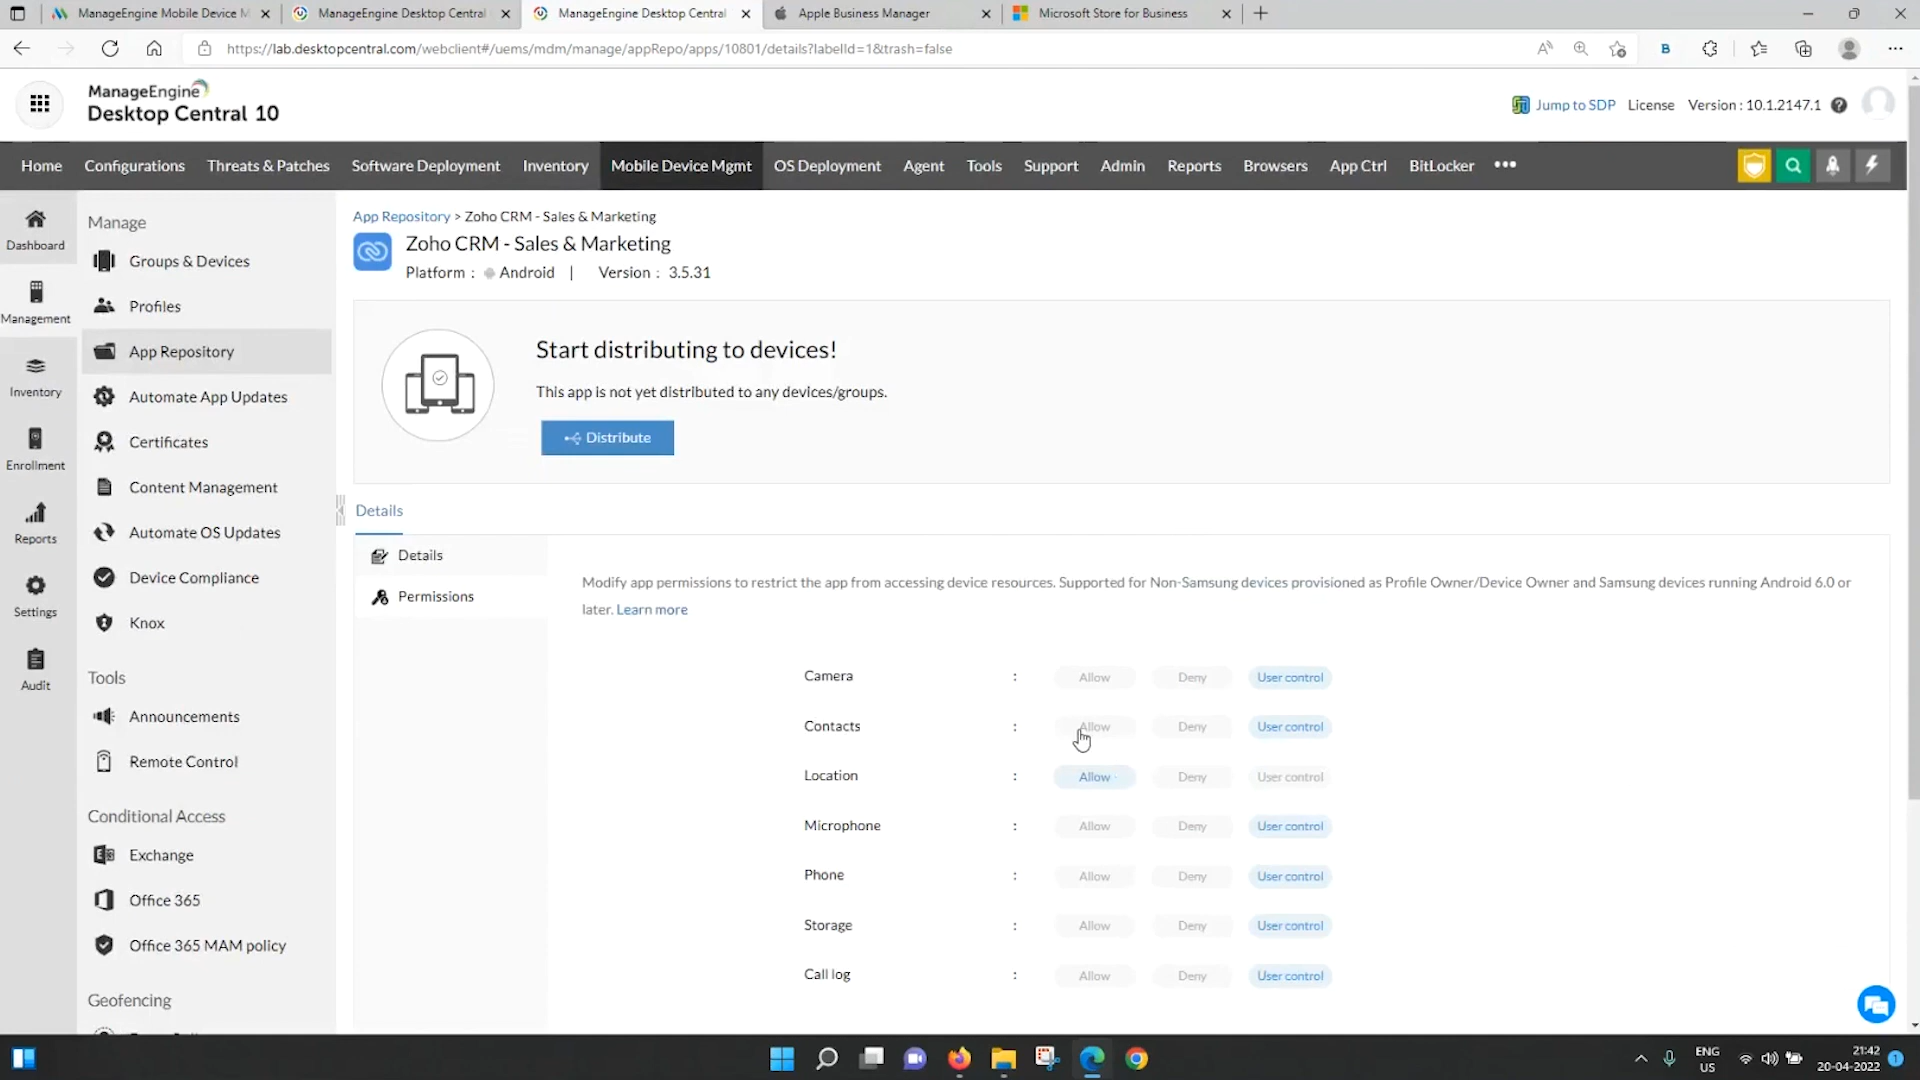 ManageEngine Mobile Device M
ManageEngine Desktop Central
ManageEngine Desktop Central
Apple Business Manager
Microsoft Store for Business
https://lab.desktopcentral.com/webclient#/uems/mdm/manage/appRepo/apps/10801/details?labelId=1&trash=false
ManageEngine
Desktop Central 10
Jump to SDP License Version : 10.1.2147.1
Home Configurations Threats & Patches Software Deployment Inventory Mobile Device Mgmt OS Deployment Agent Tools Support Admin Reports Browsers App Ctrl BitLocker
Dashboard
Management
Inventory
Enrollment
Reports
Settings
Audit
Manage
Groups & Devices
Profiles
App Repository
Automate App Updates
Certificates
Content Management
Automate OS Updates
Device Compliance
Knox
Tools
Announcements
Remote Control
Conditional Access
Exchange
Office 365
Office 365 MAM policy
Geofencing
App Repository > Zoho CRM - Sales & Marketing
Zoho CRM - Sales & Marketing
Platform : Android | Version : 3.5.31
Start distributing to devices!
This app is not yet distributed to any devices/groups.
Distribute
Details
Details
Permissions
Modify app permissions to restrict the app from accessing device resources. Supported for Non-Samsung devices provisioned as Profile Owner/Device Owner and Samsung devices running Android 6.0 or
later. Learn more
Camera : Allow Deny User control
Contacts : Allow Deny User control
Location : Allow Deny User control
Microphone : Allow Deny User control
Phone : Allow Deny User control
Storage : Allow Deny User control
Call log : Allow Deny User control
ENG
US
21:42
20-04-2022
1